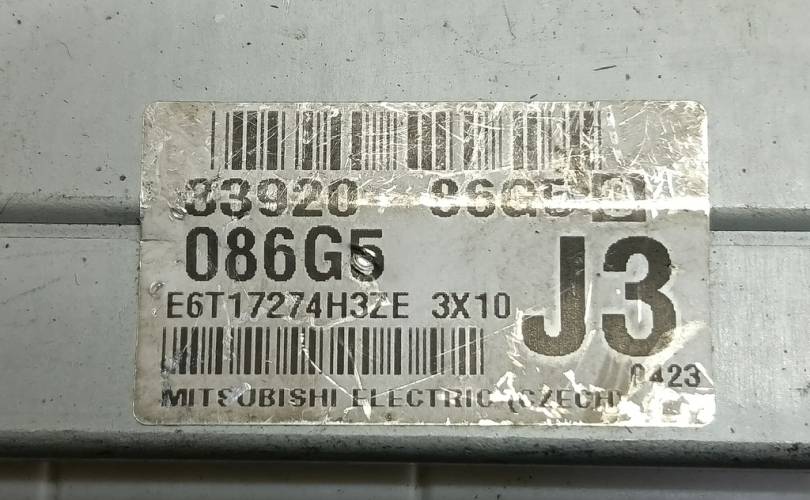 33920-86G5
086G5
E6T17274H3ZE 3X10
J3
0423
MITSUBISHI ELECTRIC (CZECH)